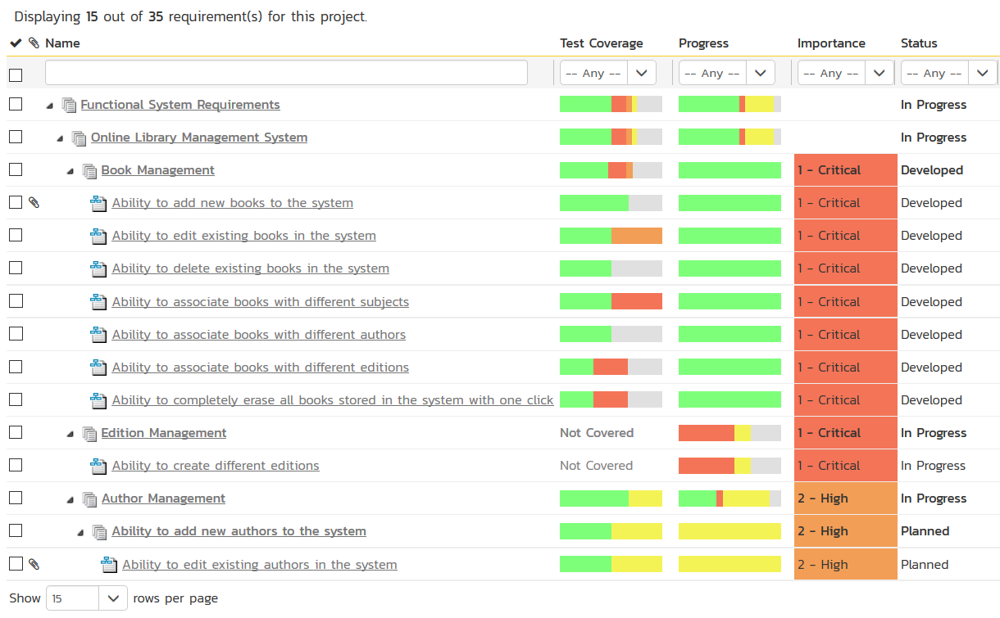 Displaying 15 out of 35 requirement(s) for this project.
Name Test Coverage Progress Importance Status
-- Any -- -- Any -- -- Any -- -- Any --
Functional System Requirements In Progress
Online Library Management System In Progress
Book Management 1 - Critical Developed
Ability to add new books to the system 1 - Critical Developed
Ability to edit existing books in the system 1 - Critical Developed
Ability to delete existing books in the system 1 - Critical Developed
Ability to associate books with different subjects 1 - Critical Developed
Ability to associate books with different authors 1 - Critical Developed
Ability to associate books with different editions 1 - Critical Developed
Ability to completely erase all books stored in the system with one click 1 - Critical Developed
Edition Management Not Covered 1 - Critical In Progress
Ability to create different editions Not Covered 1 - Critical In Progress
Author Management 2 - High In Progress
Ability to add new authors to the system 2 - High Planned
Ability to edit existing authors in the system 2 - High Planned
Show 15 rows per page